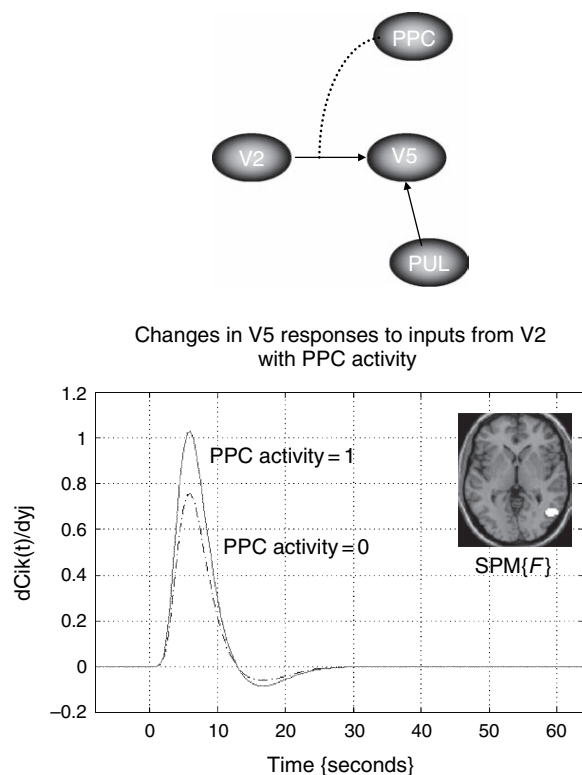 PPC
V2
V5
PUL
Changes in V5 responses to inputs from V2
with PPC activity
1.2
1
0.8
0.6
0.4
0.2
0
–0.2
dCik(t)/dyj
PPC activity = 1
PPC activity = 0
SPM{F}
0
10
20
30
40
50
60
Time {seconds}